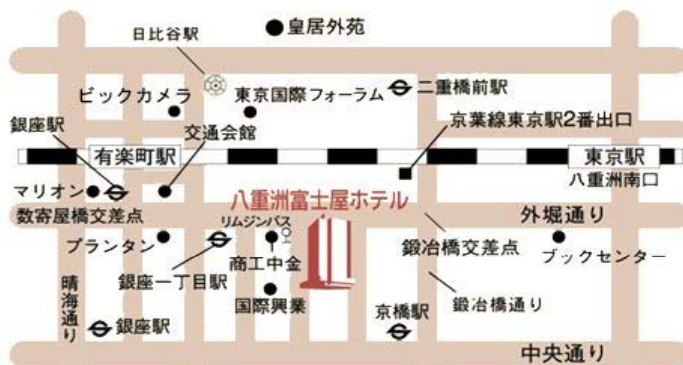 皇居外苑
日比谷駅
ビックカメラ
東京国際フォーラム
二重橋前駅
銀座駅
交通会館
京葉線東京駅2番出口
有楽町駅
東京駅
八重洲南口
マリオン
八重洲富士屋ホテル
数寄屋橋交差点
リムジンバス
外堀通り
プランタン
商工中金
鍛冶橋交差点
ブックセンター
銀座一丁目駅
晴海通り
国際興業
鍛冶橋通り
銀座駅
京橋駅
中央通り